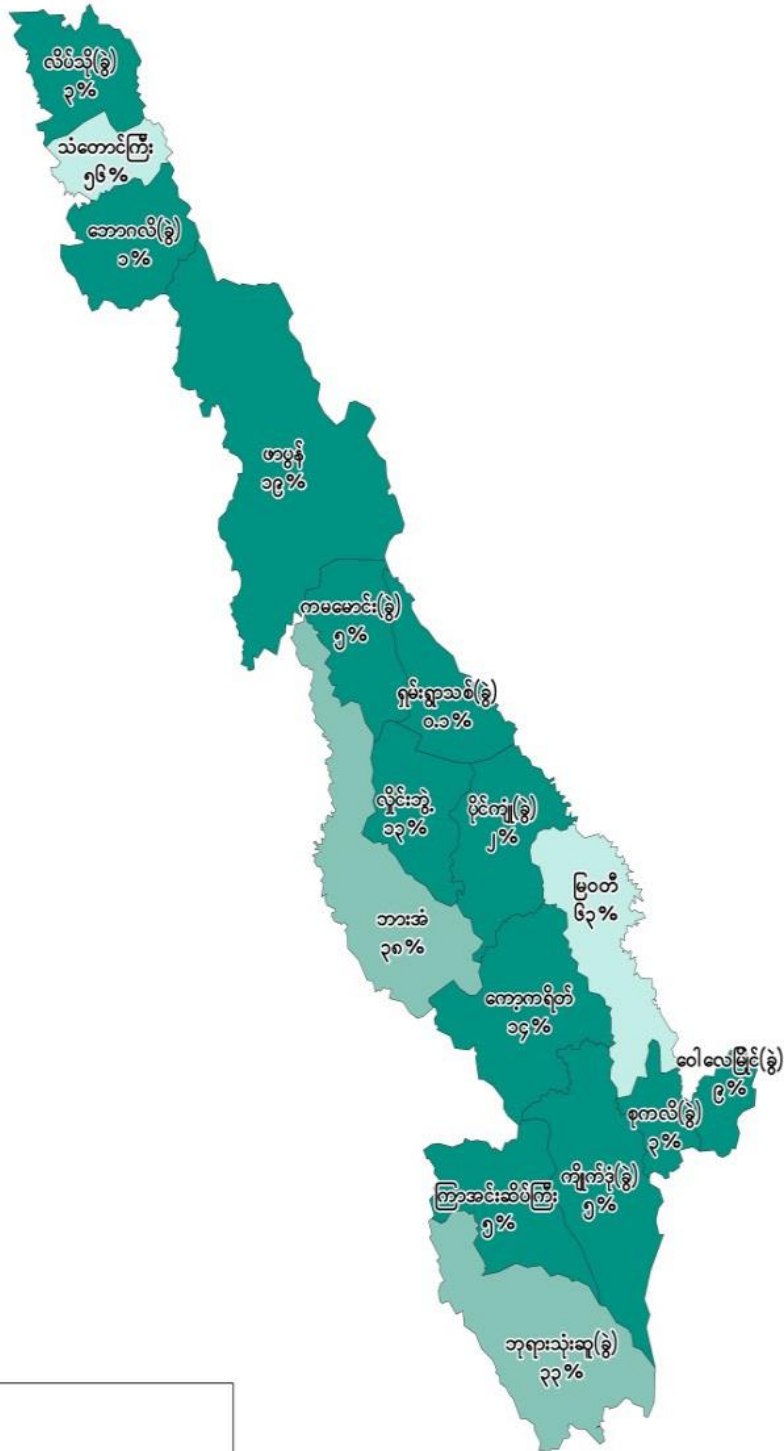 လိပ်သို(ခွဲ)
၃%
သံတောင်ကြီး
၅၆%
ဘောဂလိ(ခွဲ)
၁%
ဖာပွန်
၁၉%
ကမမောင်း(ခွဲ)
၅%
ရှမ်းရွာသစ်(ခွဲ)
၀.၁%
လှိုင်းဘွဲ့
၁၃%
ပိုင်ကျုံ(ခွဲ)
၂%
မြဝတီ
၆၃%
ဘားအံ
၃၈%
ကော့ကရိတ်
၁၄%
ဝေါလေမြိုင်(ခွဲ)
၉%
စုကလိ(ခွဲ)
၃%
ကျိုက်ဒုံ(ခွဲ)
၅%
ကြာအင်းဆိပ်ကြီး
၅%
ဘုရားသုံးဆူ(ခွဲ)
၃၃%